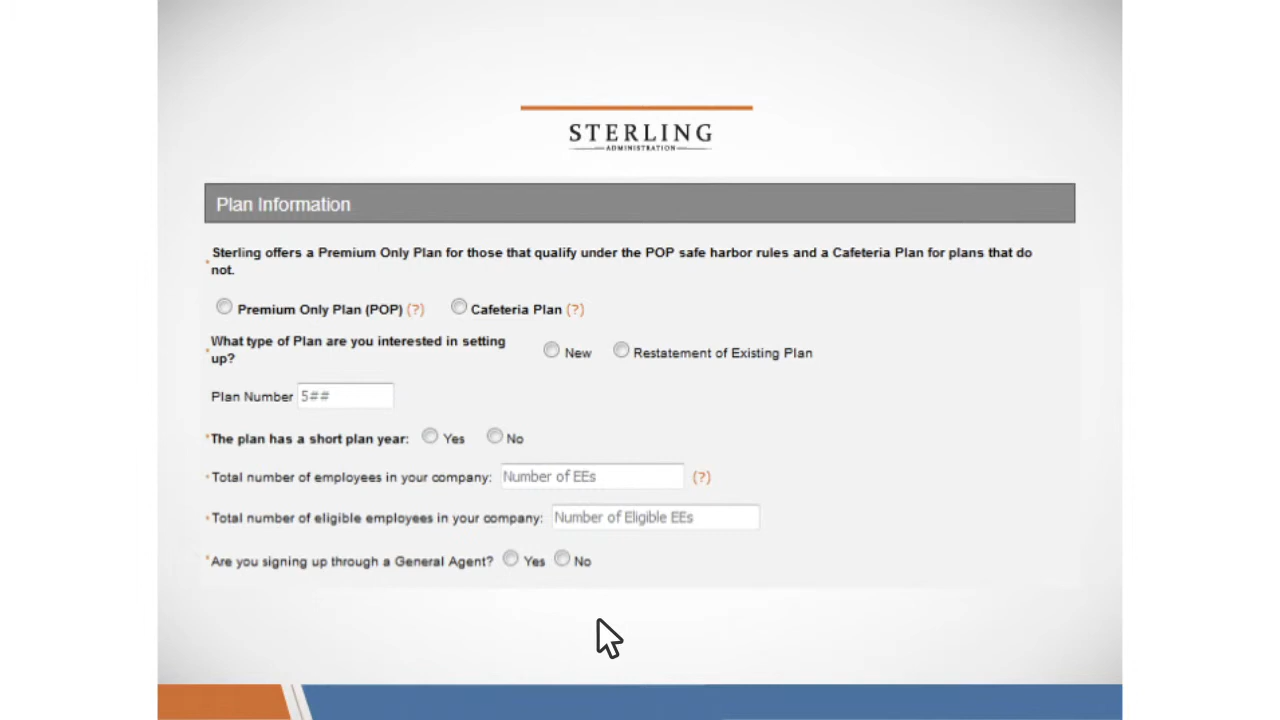 STERLING
ADMINISTRATION
Plan Information
Sterling offers a Premium Only Plan for those that qualify under the POP safe harbor rules and a Cafeteria Plan for plans that do
not.
Premium Only Plan (POP) (?) Cafeteria Plan (?)
What type of Plan are you interested in setting
up?
New Restatement of Existing Plan
Plan Number 5##
*The plan has a short plan year: Yes No
*Total number of employees in your company: Number of EEs (?)
*Total number of eligible employees in your company: Number of Eligible EEs
*Are you signing up through a General Agent? Yes No